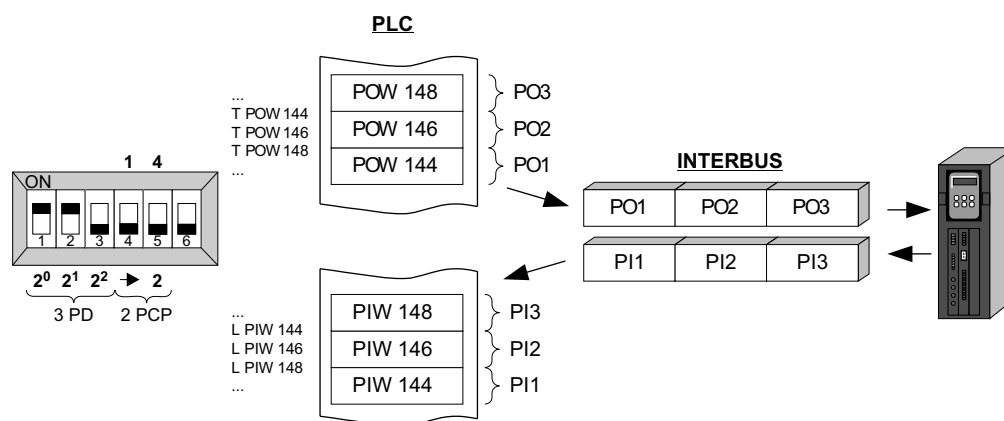 PLC
...
T POW 144
T POW 146
T POW 148
...
POW 148
POW 146
POW 144
PO3
PO2
PO1
1 4
ON
1 2 3 4 5 6
2⁰ 2¹ 2² 2
3 PD 2 PCP
INTERBUS
PO1 PO2 PO3
PI1 PI2 PI3
...
L PIW 144
L PIW 146
L PIW 148
...
PIW 148
PIW 146
PIW 144
PI3
PI2
PI1